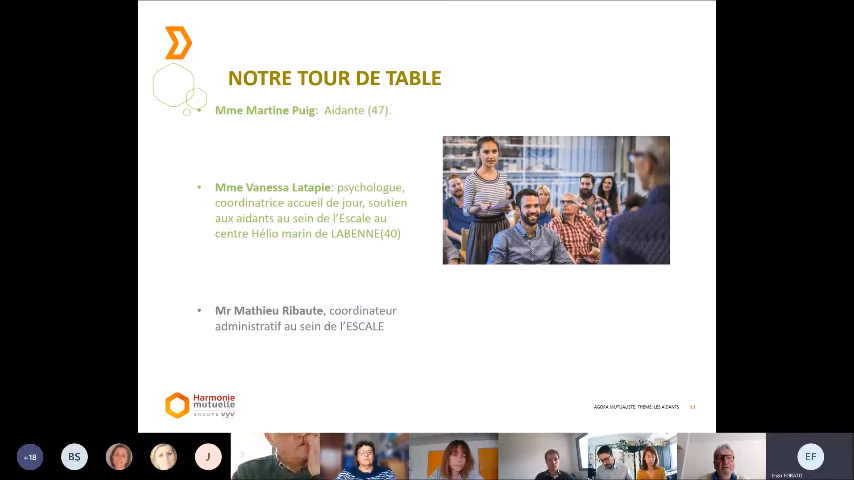 NOTRE TOUR DE TABLE
• Mme Martine Puig: Aidante (47).
• Mme Vanessa Latapie: psychologue,
coordinatrice accueil de jour, soutien
aux aidants au sein de l'Escale au
centre Hélio marin de LABENNE(40)
• Mr Mathieu Ribaute, coordinateur
administratif au sein de l'ESCALE
Harmonie
mutuelle
GROUPE vyv
AGORA MUTUALISTE, THÈME: LES AIDANTS
+18
BS
J
EF